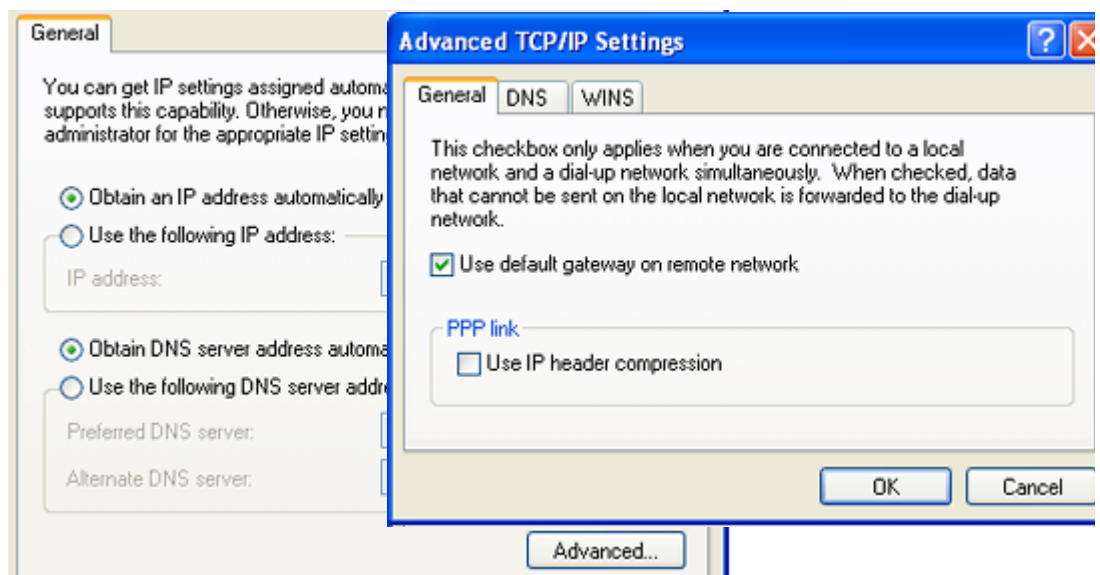 General
You can get IP settings assigned
supports this capability. Otherwise, you
administrator for the appropriate IP
Obtain an IP address automatically
Use the following IP address:
IP address:
Obtain DNS server address
Use the following DNS server
Preferred DNS server:
Alternate DNS server:
Advanced...
Advanced TCP/IP Settings
General DNS WINS
This checkbox only applies when you are connected to a local
network and a dial-up network simultaneously. When checked, data
that cannot be sent on the local network is forwarded to the dial-up
network.
Use default gateway on remote network
PPP link
Use IP header compression
OK Cancel